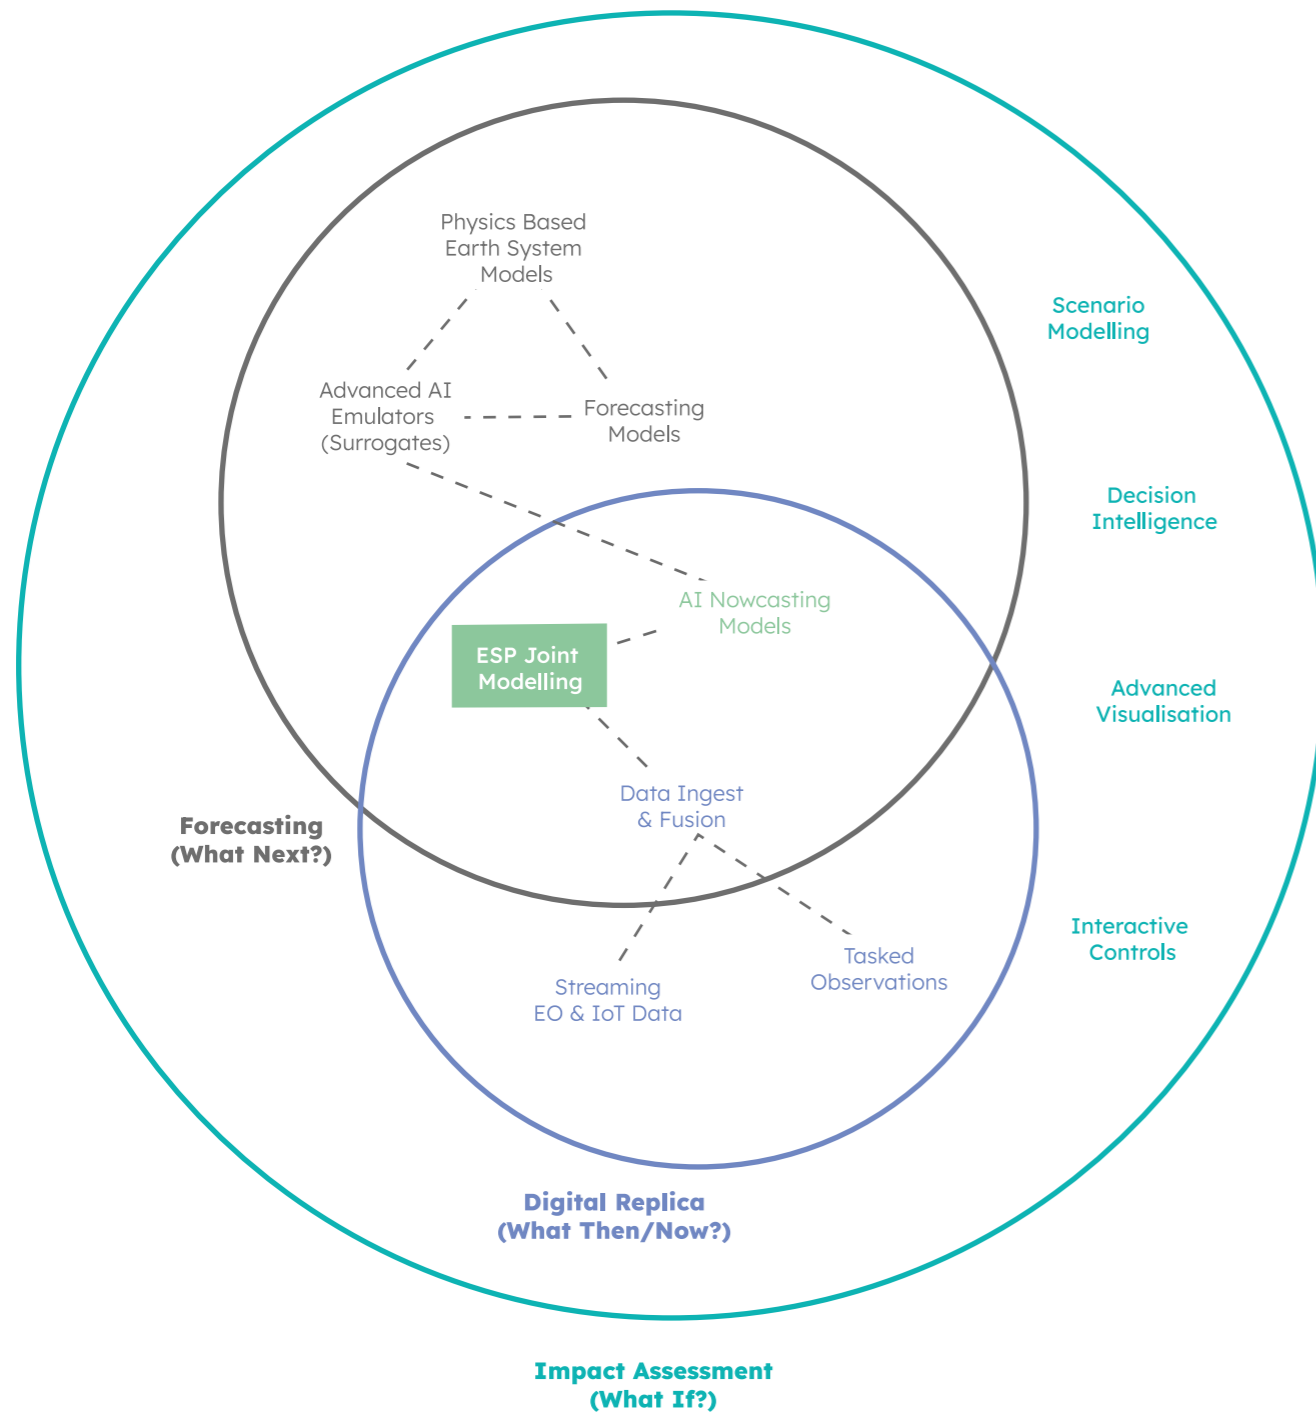 Physics Based
Earth System
Models
Scenario
Modelling
Advanced AI
Emulators
(Surrogates)
Forecasting
Models
Decision
Intelligence
AI Nowcasting
Models
ESP Joint
Modelling
Advanced
Visualisation
Data Ingest
& Fusion
Forecasting
(What Next?)
Interactive
Controls
Tasked
Observations
Streaming
EO & IoT Data
Digital Replica
(What Then/Now?)
Impact Assessment
(What If?)